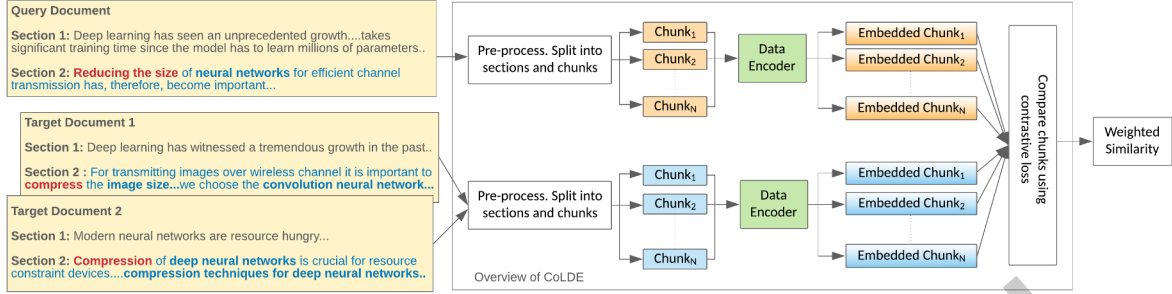 Query Document
Section 1: Deep learning has seen an unprecedented growth....takes
significant training time since the model has to learn millions of parameters..
Section 2: Reducing the size of neural networks for efficient channel
transmission has, therefore, become important...
Target Document 1
Section 1: Deep learning has witnessed a tremendous growth in the past..
Section 2 : For transmitting images over wireless channel it is important to
compress the image size...we choose the convolution neural network...
Target Document 2
Section 1: Modern neural networks are resource hungry...
Section 2: Compression of deep neural networks is crucial for resource
constraint devices....compression techniques for deep neural networks..
Pre-process. Split into
sections and chunks
Chunk1
Chunk2
ChunkN
Data
Encoder
Embedded Chunk1
Embedded Chunk2
Embedded ChunkN
Pre-process. Split into
sections and chunks
Chunk1
Chunk2
ChunkN
Data
Encoder
Embedded Chunk1
Embedded Chunk2
Embedded ChunkN
Compare chunks using
contrastive loss
Weighted
Similarity
Overview of CoLDE